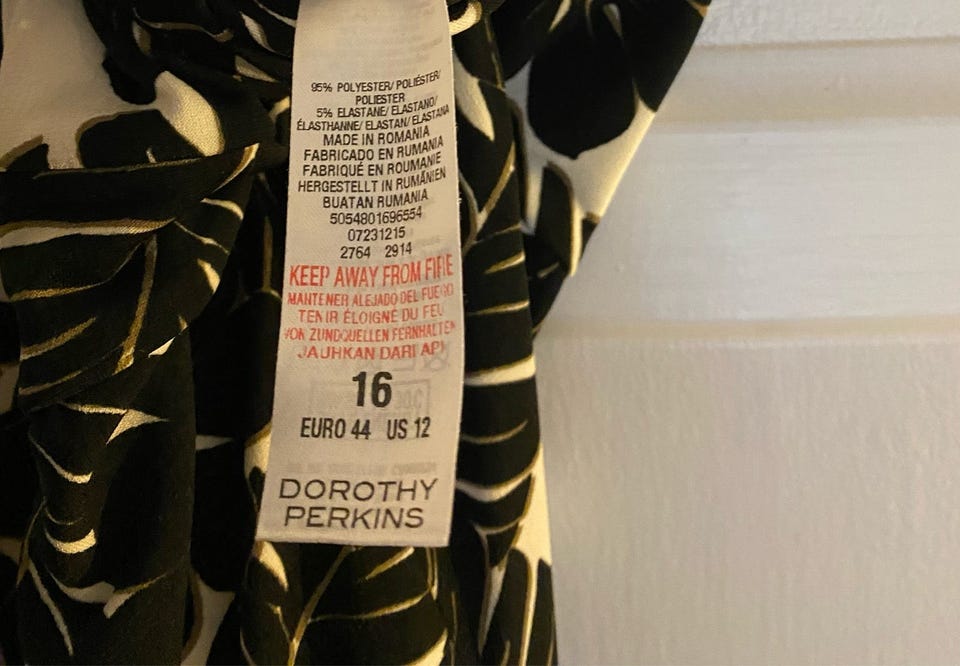 95% POLYESTER/ POLIÉSTER/
POLIESTER
5% ELASTANE/ ELASTANO/
ÉLASTHANNE/ ELASTAN/ ELASTANA
MADE IN ROMANIA
FABRICADO EN RUMANIA
FABRIQUÉ EN ROUMANIE
HERGESTELLT IN RUMÄNIEN
BUATAN RUMANIA
5054801696554
07231215
2764 2914
KEEP AWAY FROM FIRE
MANTENER ALEJADO DEL FUEGO
TENIR ÉLOIGNÉ DU FEU
VON ZUNDQUELLEN FERNHALTEN
JAUHKAN DARI API
16
EURO 44 US 12
DOROTHY
PERKINS